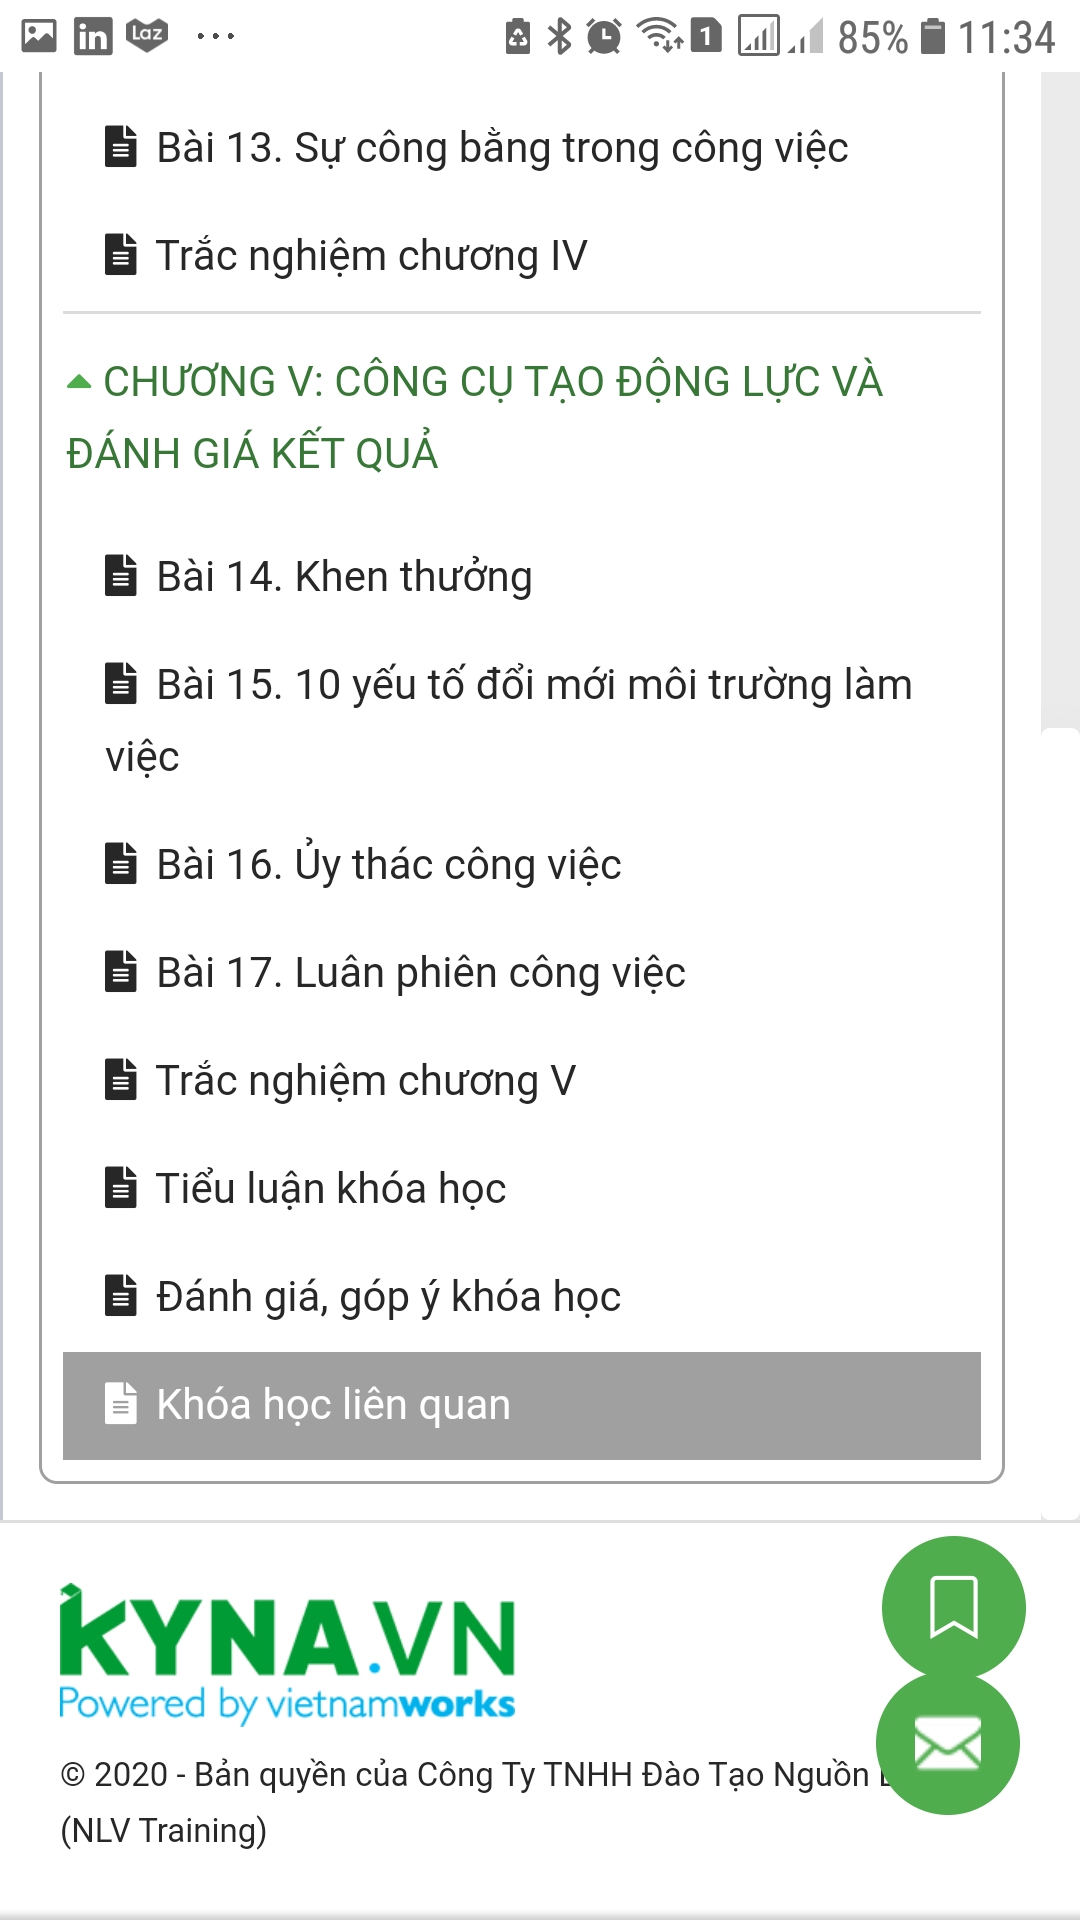 Laz
1
85%
11:34
Bài 13. Sự công bằng trong công việc
Trắc nghiệm chương IV
CHƯƠNG V: CÔNG CỤ TẠO ĐỘNG LỰC VÀ
ĐÁNH GIÁ KẾT QUẢ
Bài 14. Khen thưởng
Bài 15. 10 yếu tố đổi mới môi trường làm
việc
Bài 16. Ủy thác công việc
Bài 17. Luân phiên công việc
Trắc nghiệm chương V
Tiểu luận khóa học
Đánh giá, góp ý khóa học
Khóa học liên quan
KYNA.VN
Powered by vietnamworks
© 2020 - Bản quyền của Công Ty TNHH Đào Tạo Nguồn
(NLV Training)